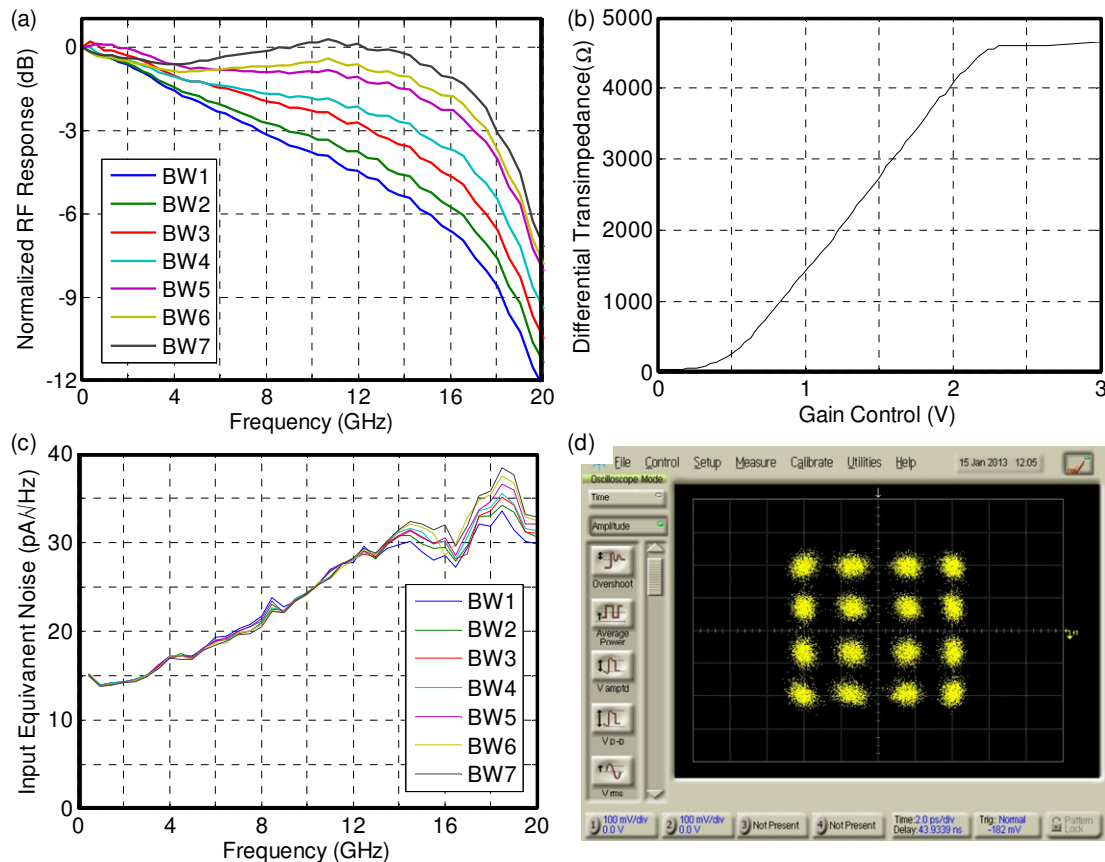 (a)
Normalized RF Response (dB)
0
-3
-6
-9
-12
BW1
BW2
BW3
BW4
BW5
BW6
BW7
0 4 8 12 16 20
Frequency (GHz)
(b)
Differential Transimpedance(Ω)
5000
4000
3000
2000
1000
0
0 1 2 3
Gain Control (V)
(c)
Input Equivanent Noise (pA/√Hz)
40
30
20
10
0
BW1
BW2
BW3
BW4
BW5
BW6
BW7
0 4 8 12 16 20
Frequency (GHz)
(d)
File Control Setup Measure Calibrate Utilities Help 15 Jan 2013 12:05
Oscilloscope Mode
Time
Amplitude
Overshoot
Average
Power
V amptd
V p-p
V rms
1 100 mV/div
0.0 V
2 100 mV/div
0.0 V
3 Not Present
4 Not Present
Time:2.0 ps/div
Delay:43.9339 ns
Trig: Normal
-182 mV
Pattern
Lock